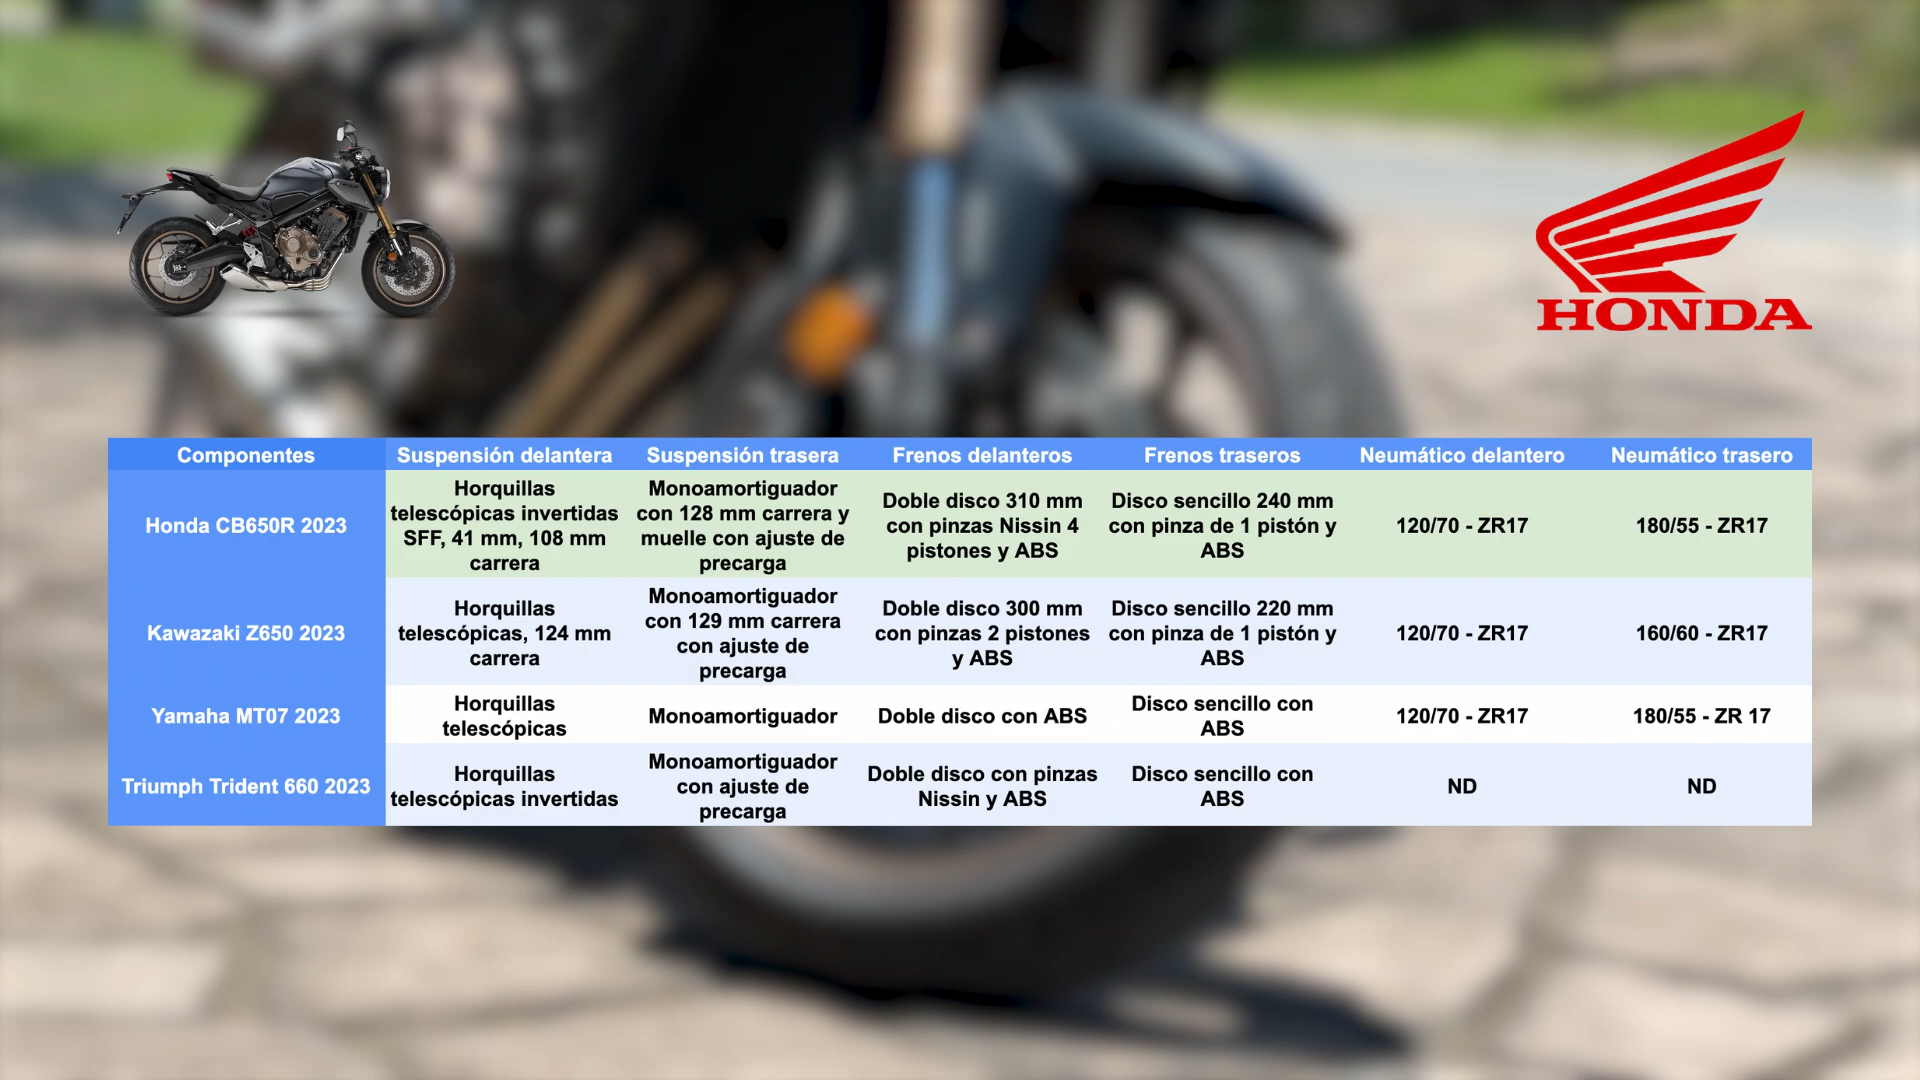 HONDA
Componentes Suspensión delantera Suspensión trasera Frenos delanteros Frenos traseros Neumático delantero Neumático trasero
Honda CB650R 2023
Horquillas
telescópicas invertidas
SFF, 41 mm, 108 mm
carrera
Monoamortiguador
con 128 mm carrera y
muelle con ajuste de
precarga
Doble disco 310 mm
con pinzas Nissin 4
pistones y ABS
Disco sencillo 240 mm
con pinza de 1 pistón y
ABS
120/70 - ZR17
180/55 - ZR17
Kawazaki Z650 2023
Horquillas
telescópicas, 124 mm
carrera
Monoamortiguador
con 129 mm carrera
con ajuste de
precarga
Doble disco 300 mm
con pinzas 2 pistones
y ABS
Disco sencillo 220 mm
con pinza de 1 pistón y
ABS
120/70 - ZR17
160/60 - ZR17
Yamaha MT07 2023
Horquillas
telescópicas
Monoamortiguador
Doble disco con ABS
Disco sencillo con
ABS
120/70 - ZR17
180/55 - ZR 17
Triumph Trident 660 2023
Horquillas
telescópicas invertidas
Monoamortiguador
con ajuste de
precarga
Doble disco con pinzas
Nissin y ABS
Disco sencillo con
ABS
ND
ND